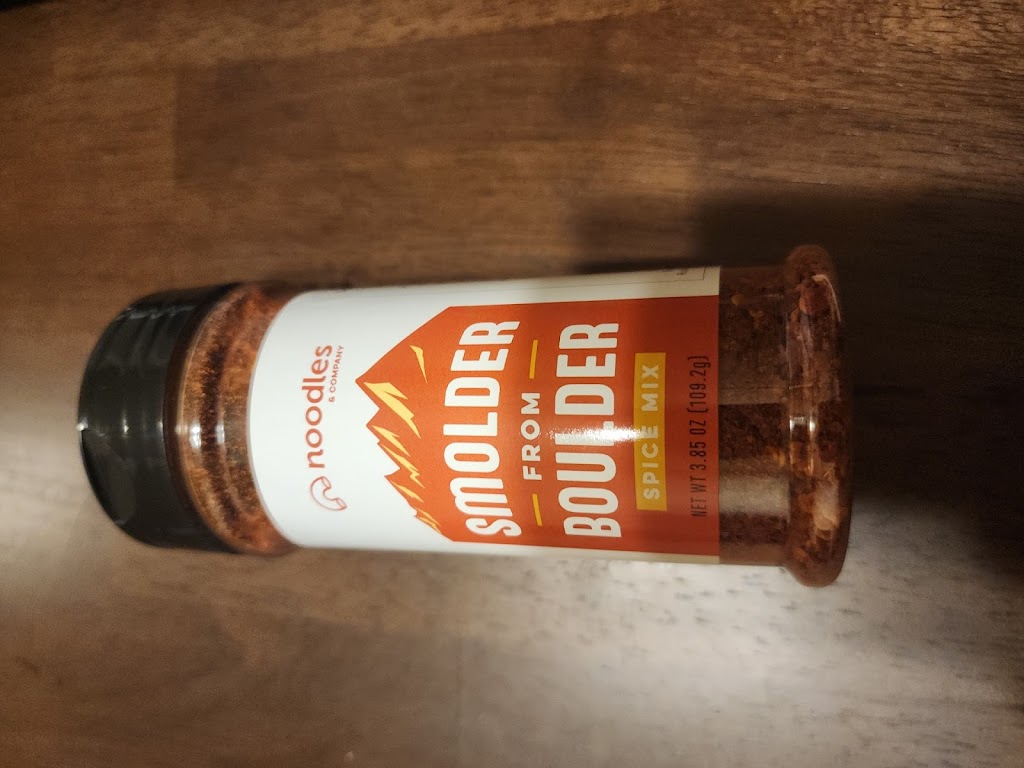 noodles
& COMPANY
SMOLDER
FROM
BOULDER
SPICE MIX
NET WT 3.85 OZ (109.2g)